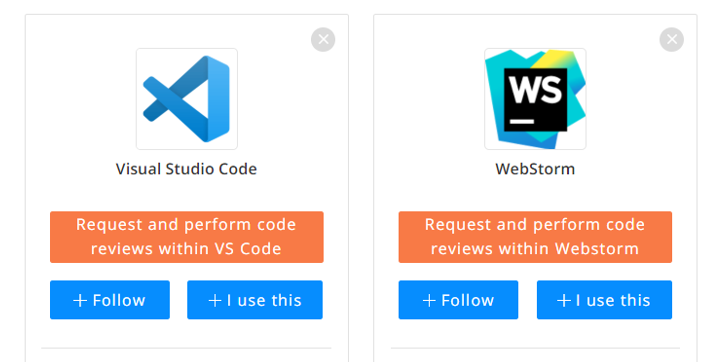 Visual Studio Code
Request and perform code
reviews within VS Code
+ Follow
+ I use this
WS
WebStorm
Request and perform code
reviews within Webstorm
+ Follow
+ I use this